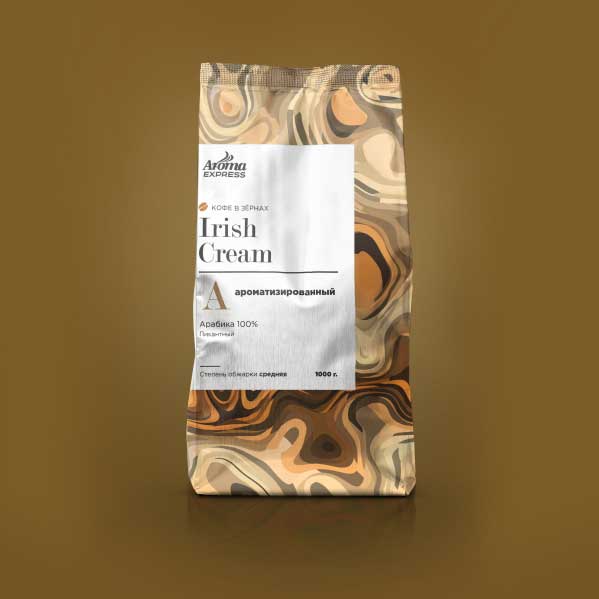 Aroma
EXPRESS
КОФЕ В ЗЁРНАХ
Irish
Cream
А ароматизированный
Арабика 100%
Пикантный
Степень обжарки средняя 1000 г.